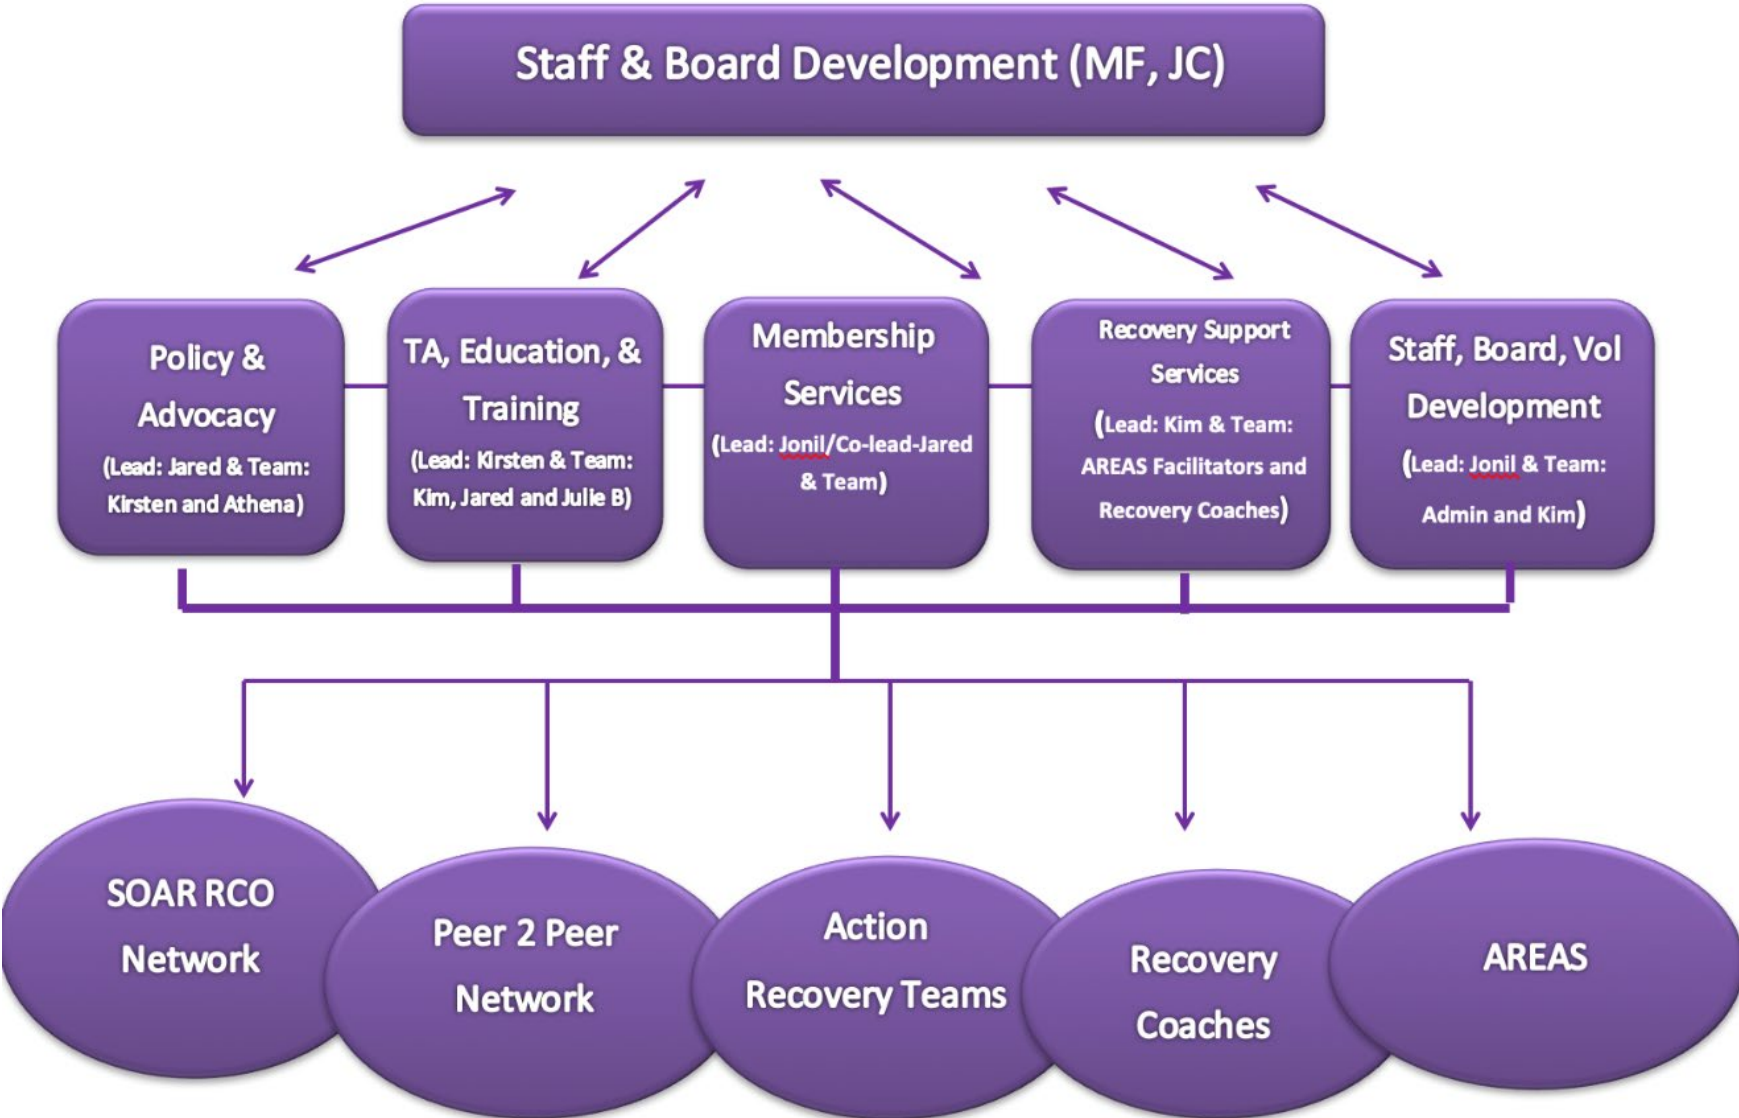 Staff & Board Development (MF, JC)
Policy &
Advocacy
(Lead: Jared & Team:
Kirsten and Athena)
TA, Education, &
Training
(Lead: Kirsten & Team:
Kim, Jared and Julie B)
Membership
Services
(Lead: Jonil/Co-lead-Jared
& Team)
Recovery Support
Services
(Lead: Kim & Team:
AREAS Facilitators and
Recovery Coaches)
Staff, Board, Vol
Development
(Lead: Jonil & Team:
Admin and Kim)
SOAR RCO
Network
Peer 2 Peer
Network
Action
Recovery Teams
Recovery
Coaches
AREAS